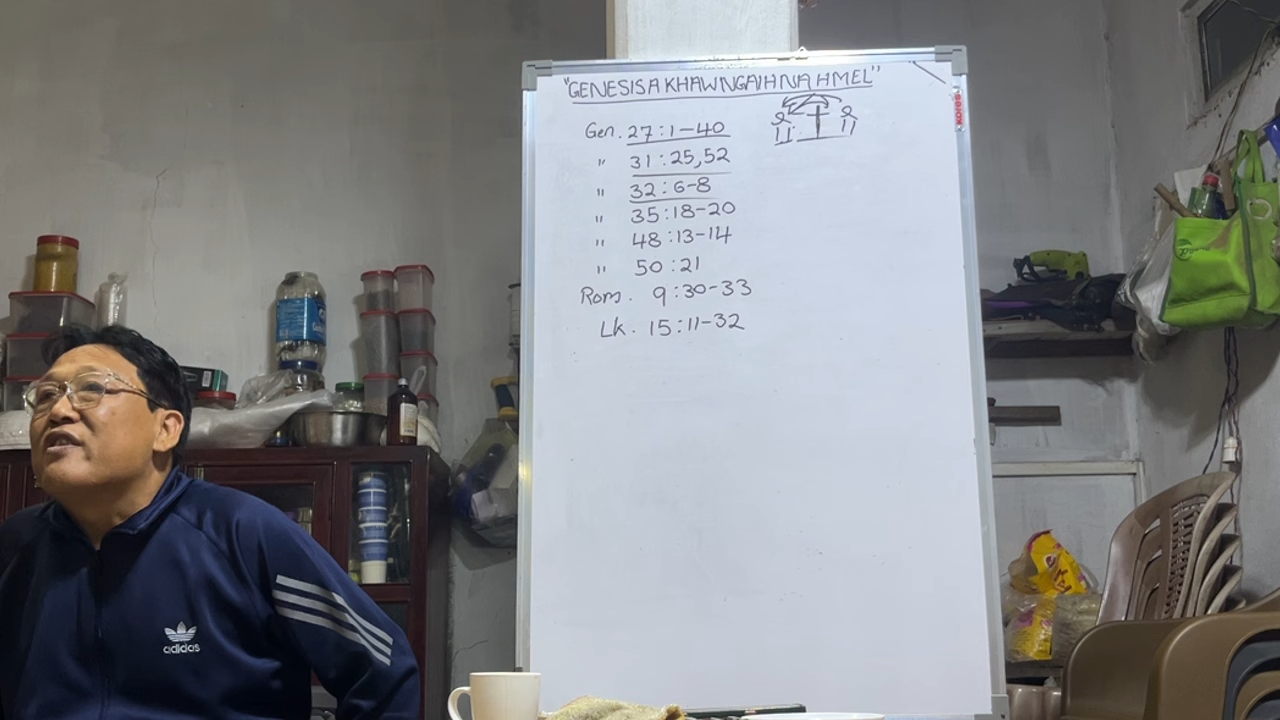 "GENESISA KHAWNGAIHNA HMEL"
Gen. 27:1-40
" 31:25,52
" 32:6-8
" 35:18-20
" 48:13-14
" 50:21
Rom. 9:30-33
Lk. 15:11-32
kores
adidas